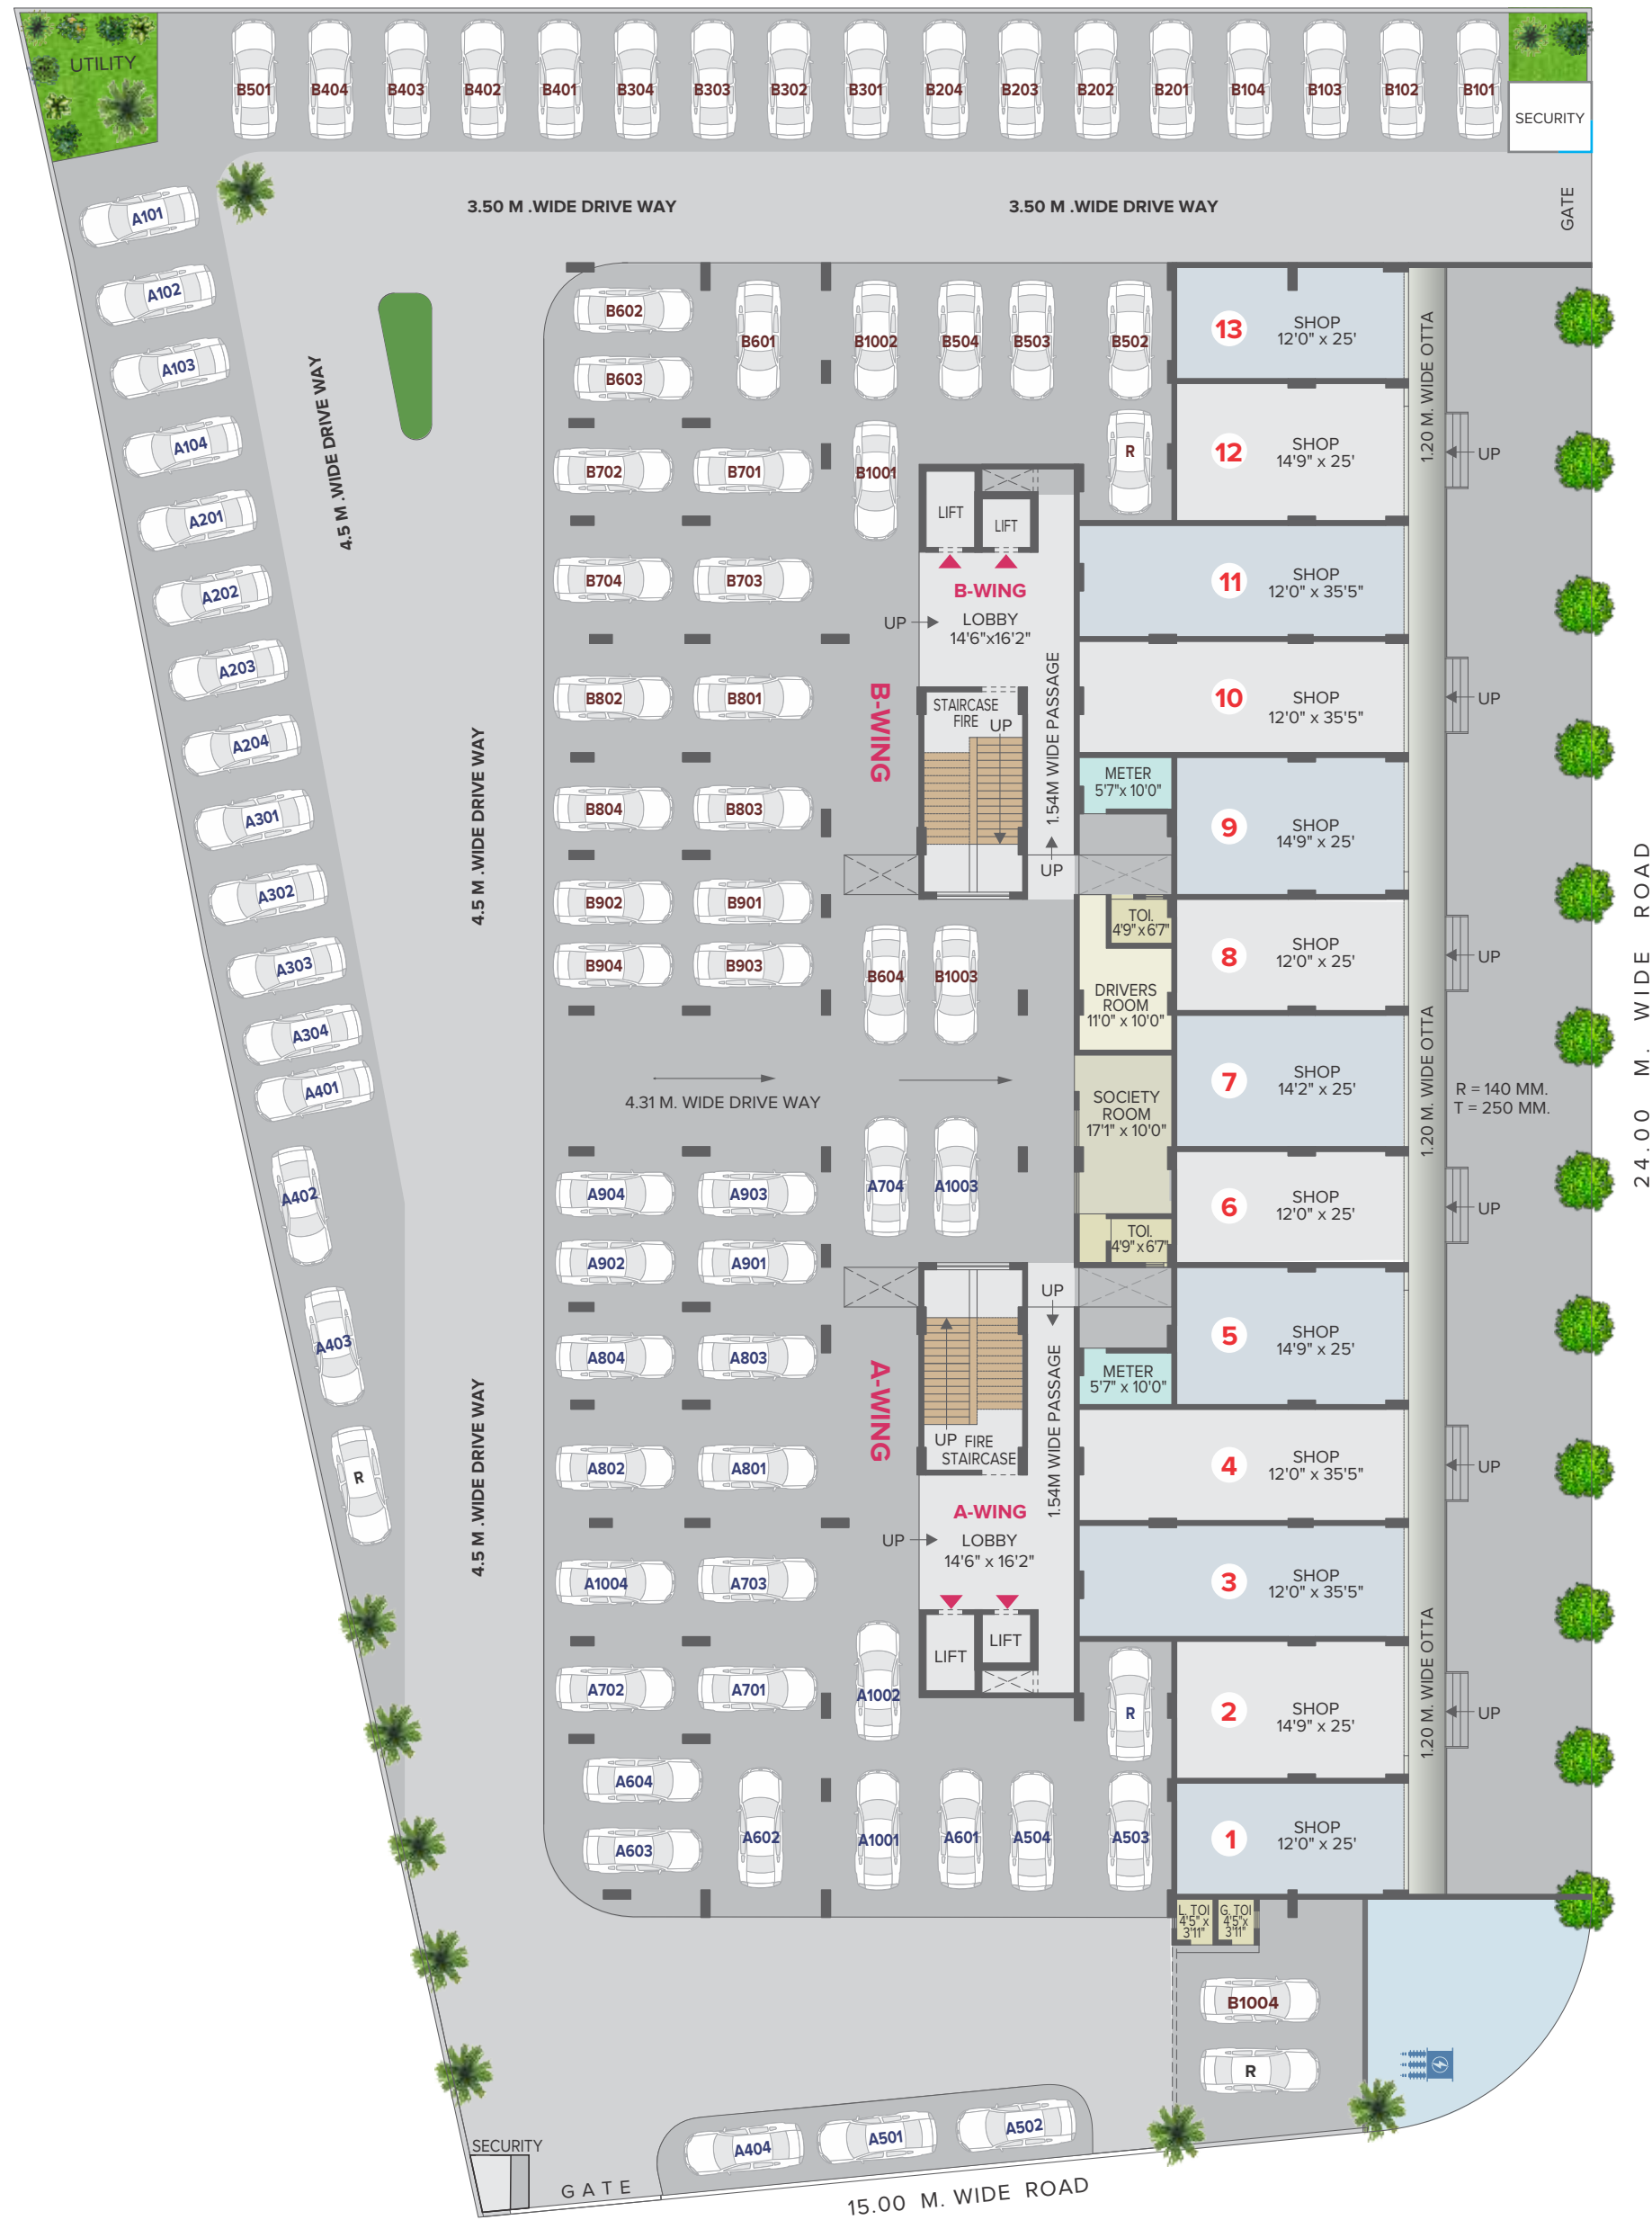 UTILITY
B501
B404
B403
B402
B401
B304
B303
B302
B301
B204
B203
B202
B201
B104
B103
B102
B101
SECURITY
GATE
3.50 M .WIDE DRIVE WAY
3.50 M .WIDE DRIVE WAY
A101
A102
A103
A104
A201
A202
A203
A204
A301
A302
A303
A304
A401
A402
A403
R
4.5 M .WIDE DRIVE WAY
4.5 M .WIDE DRIVE WAY
4.5 M .WIDE DRIVE WAY
B602
B603
B601
B1002
B504
B503
B502
B702
B701
B1001
R
B704
B703
B802
B801
B804
B803
B902
B901
B904
B903
B604
B1003
LIFT
LIFT
B-WING
UP
LOBBY
14'6"x16'2"
B-WING
STAIRCASE
FIRE
UP
1.54M WIDE PASSAGE
UP
METER
5'7"x 10'0"
TOI.
4'9"x6'7"
DRIVERS
ROOM
11'0" x 10'0"
SOCIETY
ROOM
17'1" x 10'0"
TOI.
4'9"x6'7"
4.31 M. WIDE DRIVE WAY
A904
A903
A704
A1003
A902
A901
A804
A803
A802
A801
A1004
A703
A702
A701
A1002
R
A604
A603
A602
A1001
A601
A504
A503
UP
METER
5'7" x 10'0"
A-WING
UP
FIRE
STAIRCASE
1.54M WIDE PASSAGE
A-WING
UP
LOBBY
14'6" x 16'2"
LIFT
LIFT
13
SHOP
12'0" x 25'
12
SHOP
14'9" x 25'
11
SHOP
12'0" x 35'5"
10
SHOP
12'0" x 35'5"
9
SHOP
14'9" x 25'
8
SHOP
12'0" x 25'
7
SHOP
14'2" x 25'
6
SHOP
12'0" x 25'
5
SHOP
14'9" x 25'
4
SHOP
12'0" x 35'5"
3
SHOP
12'0" x 35'5"
2
SHOP
14'9" x 25'
1
SHOP
12'0" x 25'
1.20 M. WIDE OTTA
1.20 M. WIDE OTTA
1.20 M. WIDE OTTA
UP
UP
UP
UP
UP
UP
R = 140 MM.
T = 250 MM.
24.00 M. WIDE ROAD
L. TOI
4'5"x
3'11"
G. TOI
4'5"x
3'11"
B1004
R
A404
A501
A502
SECURITY
GATE
15.00 M. WIDE ROAD